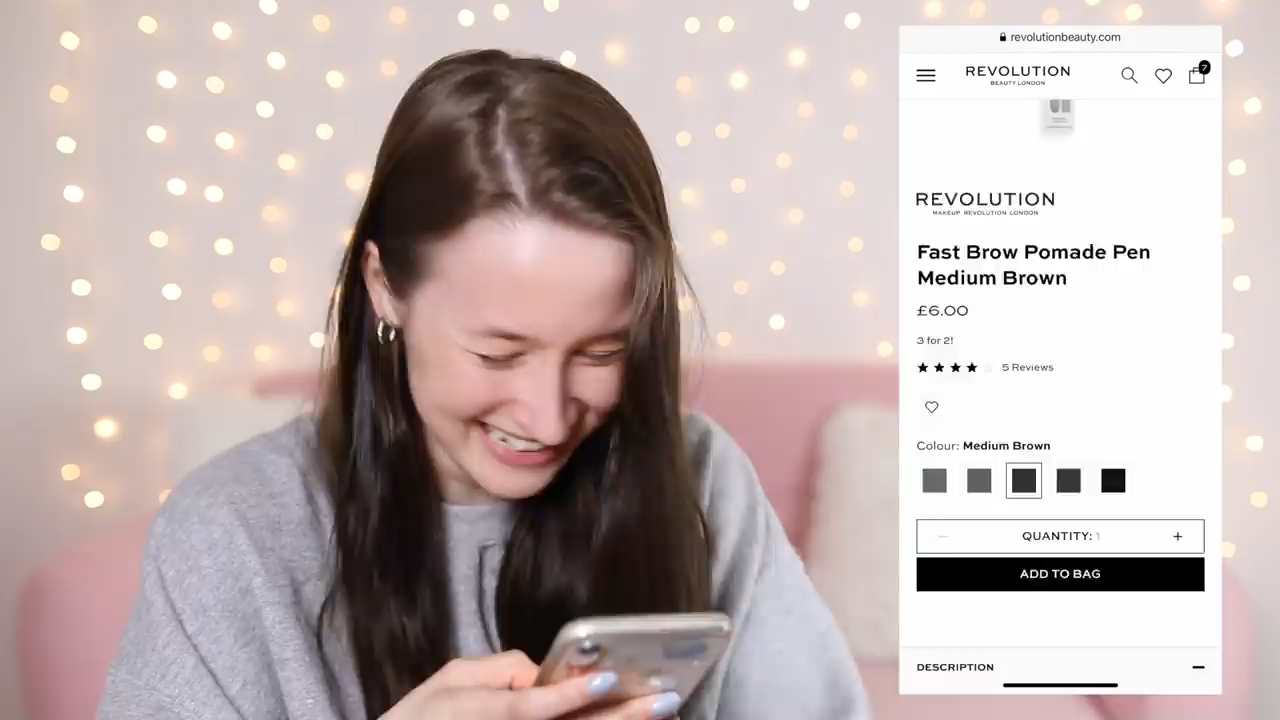 revolutionbeauty.com
REVOLUTION
BEAUTY LONDON
7
REVOLUTION
MAKEUP REVOLUTION LONDON
Fast Brow Pomade Pen
Medium Brown
£6.00
3 for 2!
5 Reviews
Colour: Medium Brown
QUANTITY: 1
ADD TO BAG
DESCRIPTION